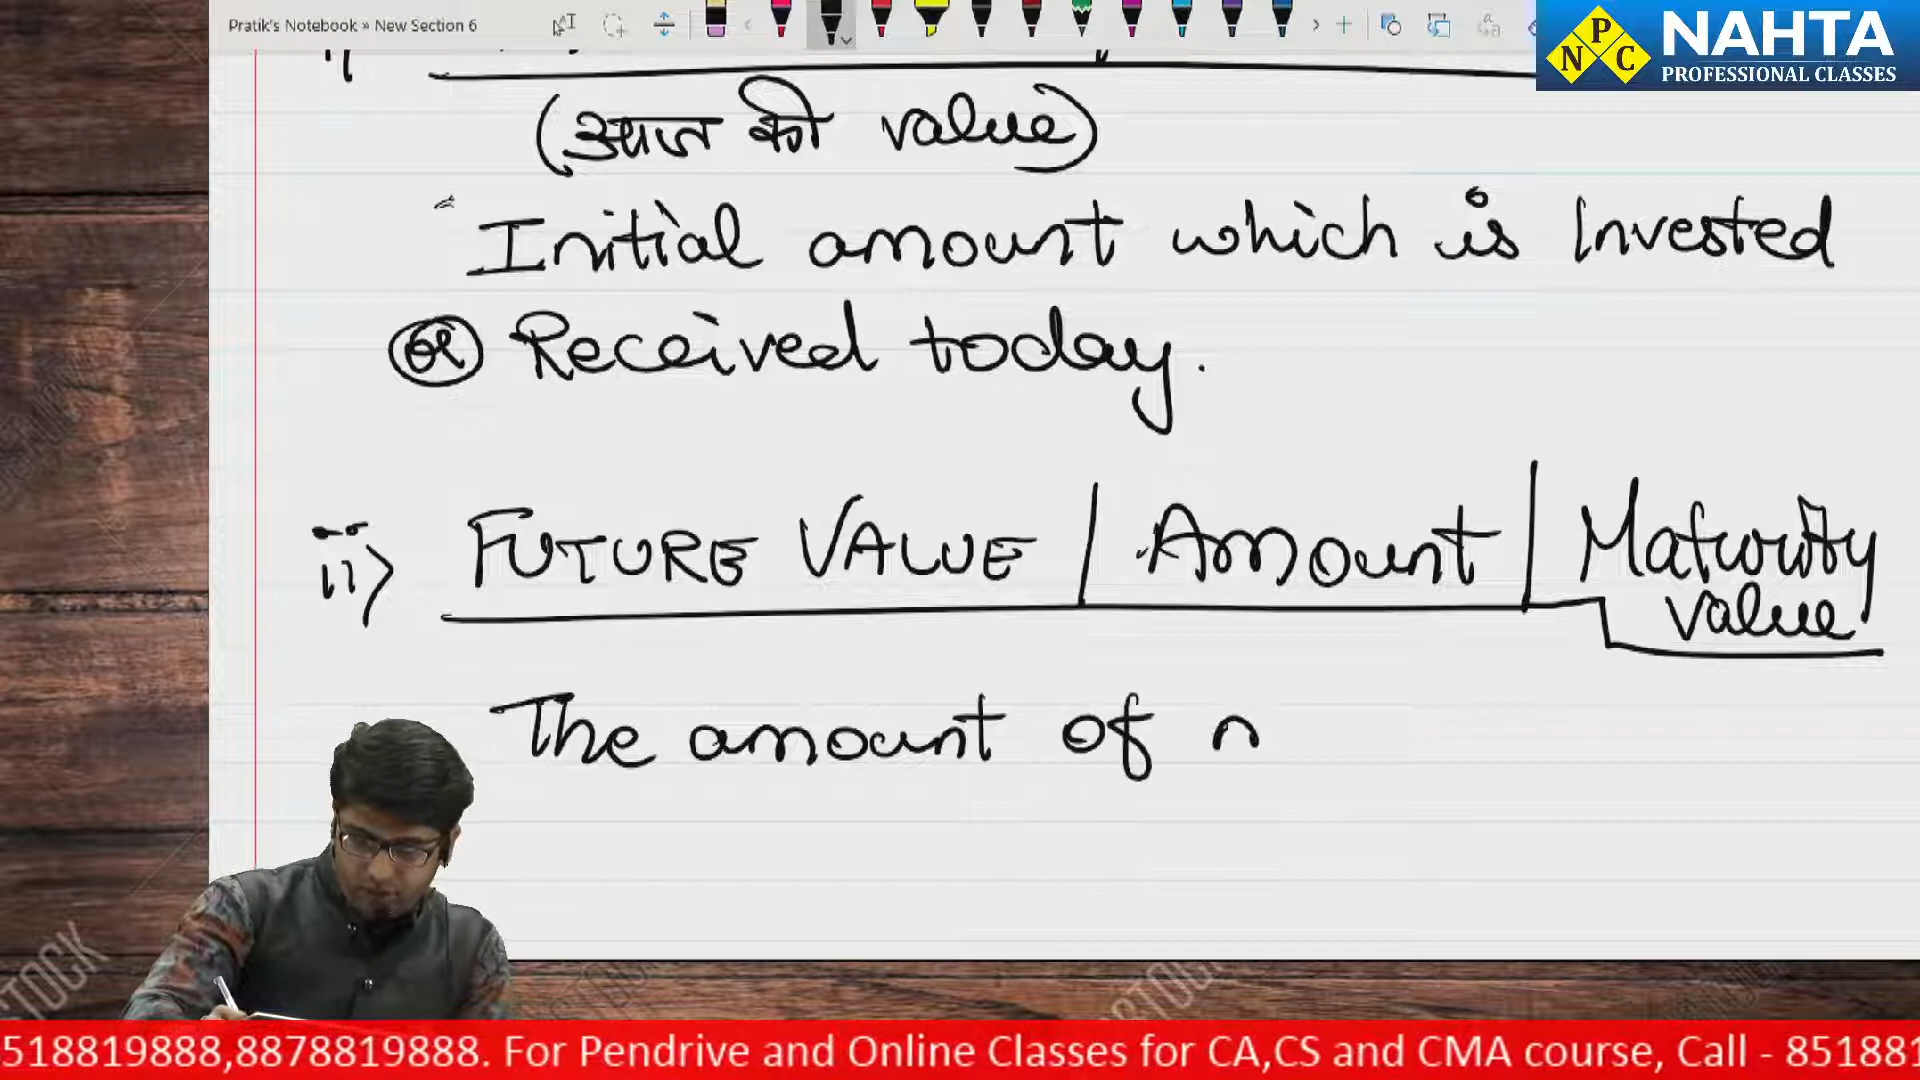 Pratik's Notebook » New Section 6
NPC
NAHTA
PROFESSIONAL CLASSES
(आज की value)
Initial amount which is Invested
OR Received today.
ii) FUTURE VALUE | Amount | Maturity
value
The amount of
518819888,8878819888. For Pendrive and Online Classes for CA,CS and CMA course, Call - 851881